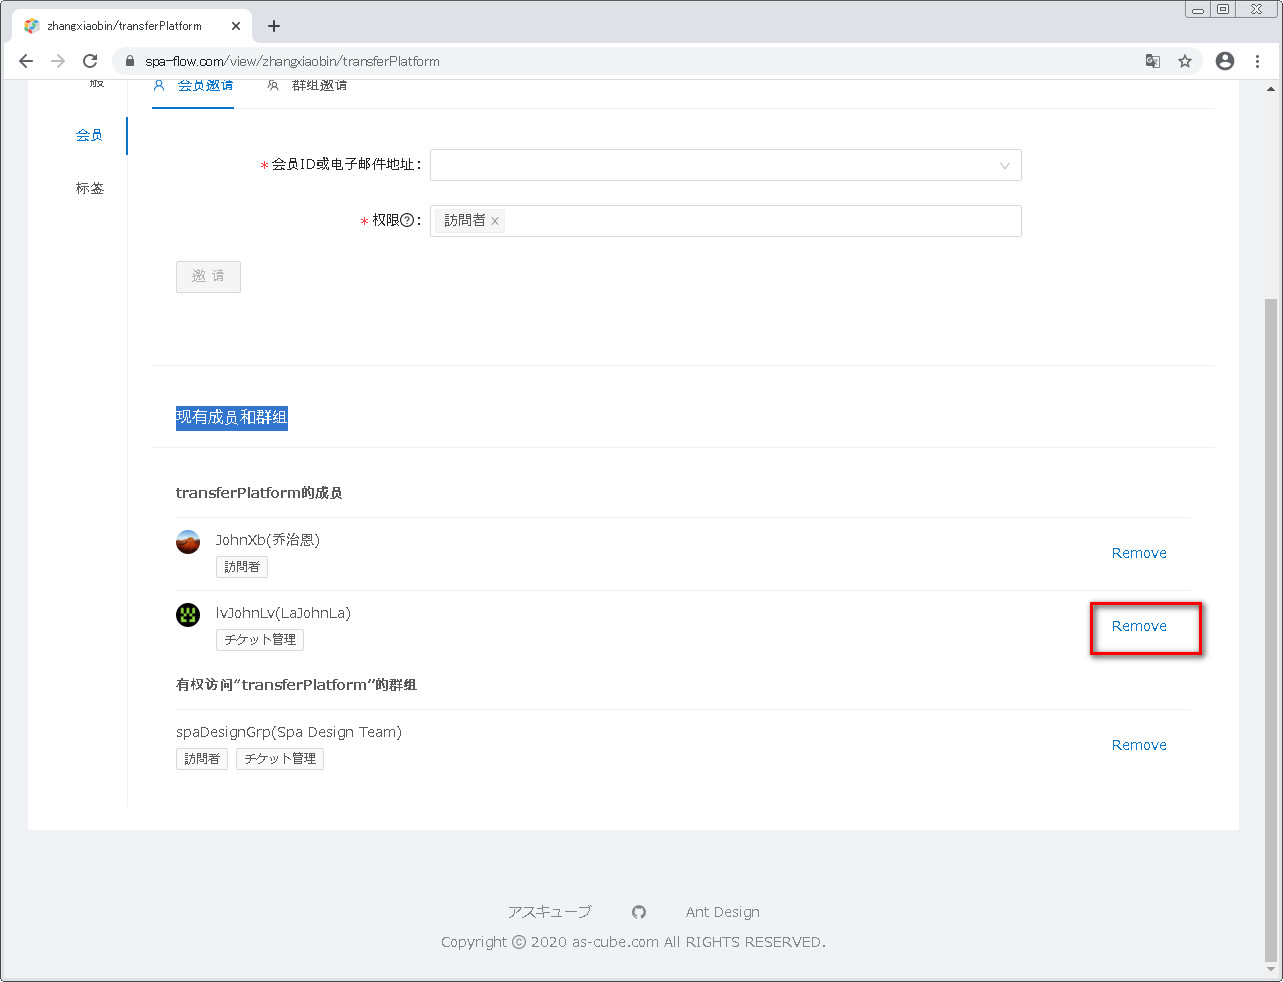 zhangxiaobin/transferPlatform
spa-flow.com/view/zhangxiaobin/transferPlatform
般
会员邀请
群组邀请
会员
标签
* 会员ID或电子邮件地址:
* 权限?:
訪問者 ×
邀 请
现有成员和群组
transferPlatform的成员
JohnXb(乔治恩)
訪問者
Remove
lvJohnLv(LaJohnLa)
チケット管理
Remove
有权访问“transferPlatform”的群组
spaDesignGrp(Spa Design Team)
訪問者 チケット管理
Remove
アスキューブ Ant Design
Copyright © 2020 as-cube.com All RIGHTS RESERVED.